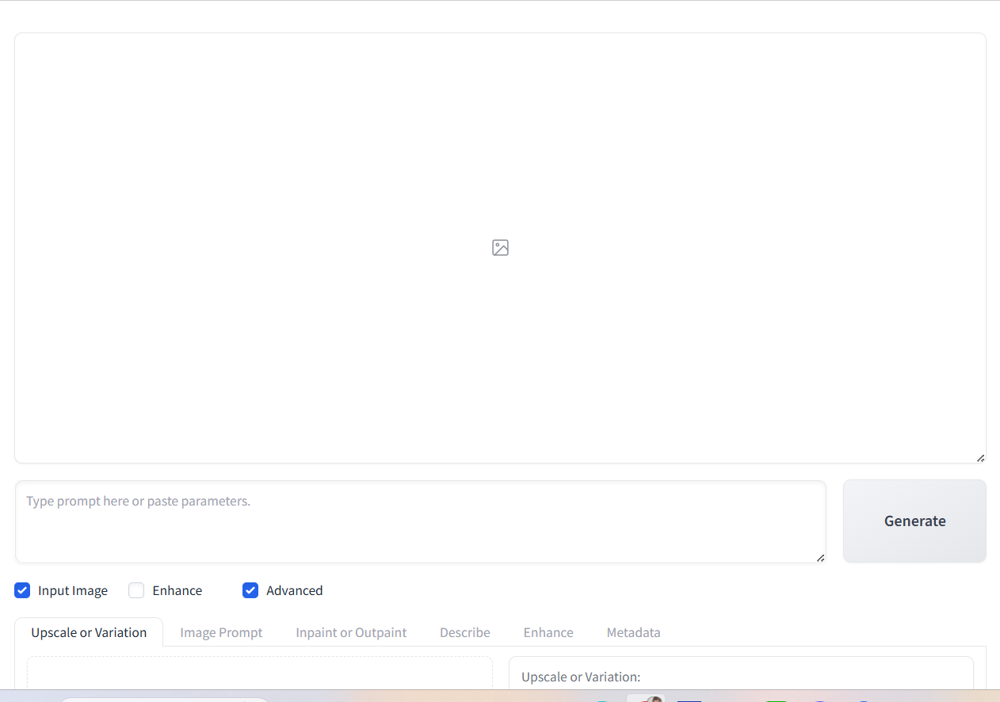 Type prompt here or paste parameters.
Generate
Input Image
Enhance
Advanced
Upscale or Variation
Image Prompt
Inpaint or Outpaint
Describe
Enhance
Metadata
Upscale or Variation: